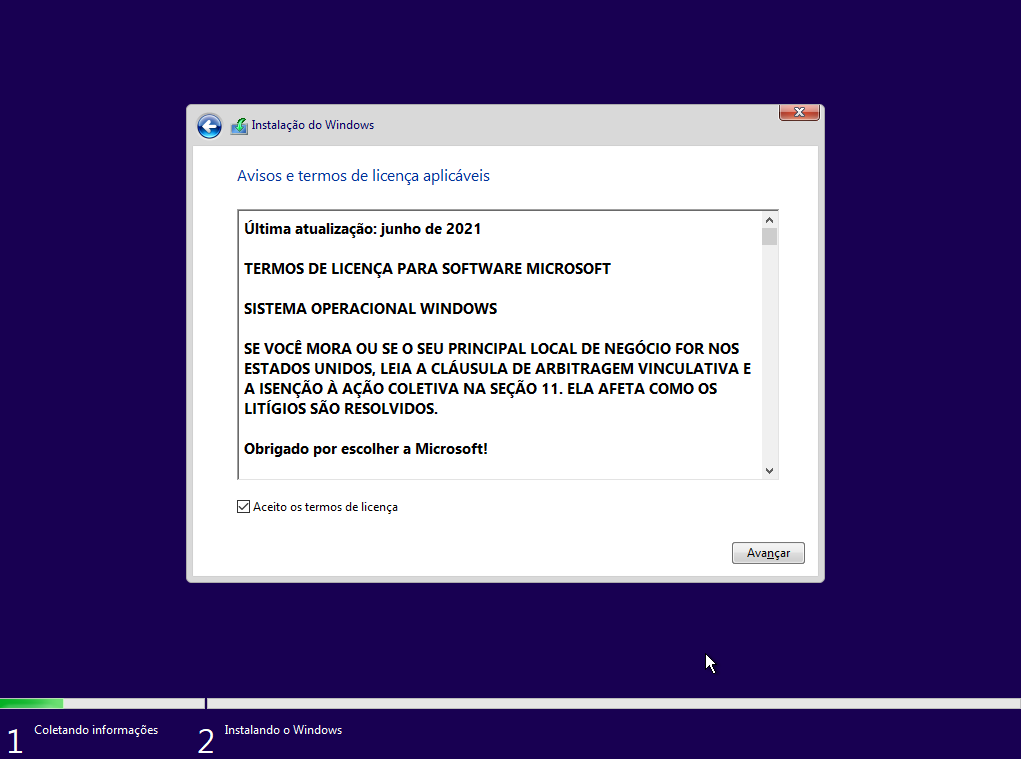 Instalação do Windows
Avisos e termos de licença aplicáveis
Última atualização: junho de 2021
TERMOS DE LICENÇA PARA SOFTWARE MICROSOFT
SISTEMA OPERACIONAL WINDOWS
SE VOCÊ MORA OU SE O SEU PRINCIPAL LOCAL DE NEGÓCIO FOR NOS
ESTADOS UNIDOS, LEIA A CLÁUSULA DE ARBITRAGEM VINCULATIVA E
A ISENÇÃO À AÇÃO COLETIVA NA SEÇÃO 11. ELA AFETA COMO OS
LITÍGIOS SÃO RESOLVIDOS.
Obrigado por escolher a Microsoft!
Aceito os termos de licença
Avançar
1 Coletando informações
2 Instalando o Windows